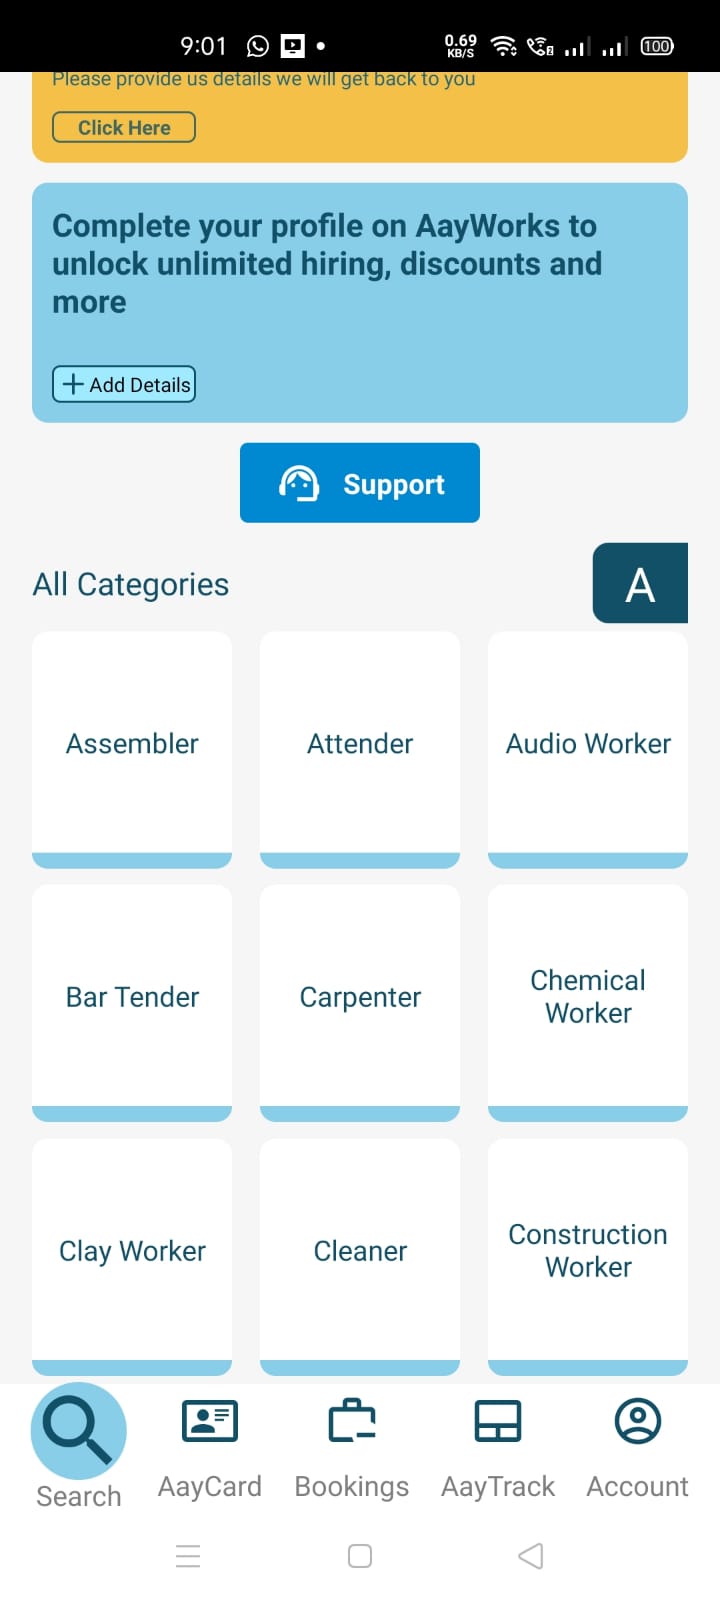 9:01
0.69
KB/S
2
100
Please provide us details we will get back to you
Click Here
Complete your profile on AayWorks to
unlock unlimited hiring, discounts and
more
Add Details
Support
All Categories
A
Assembler
Attender
Audio Worker
Bar Tender
Carpenter
Chemical
Worker
Clay Worker
Cleaner
Construction
Worker
Search
AayCard
Bookings
AayTrack
Account